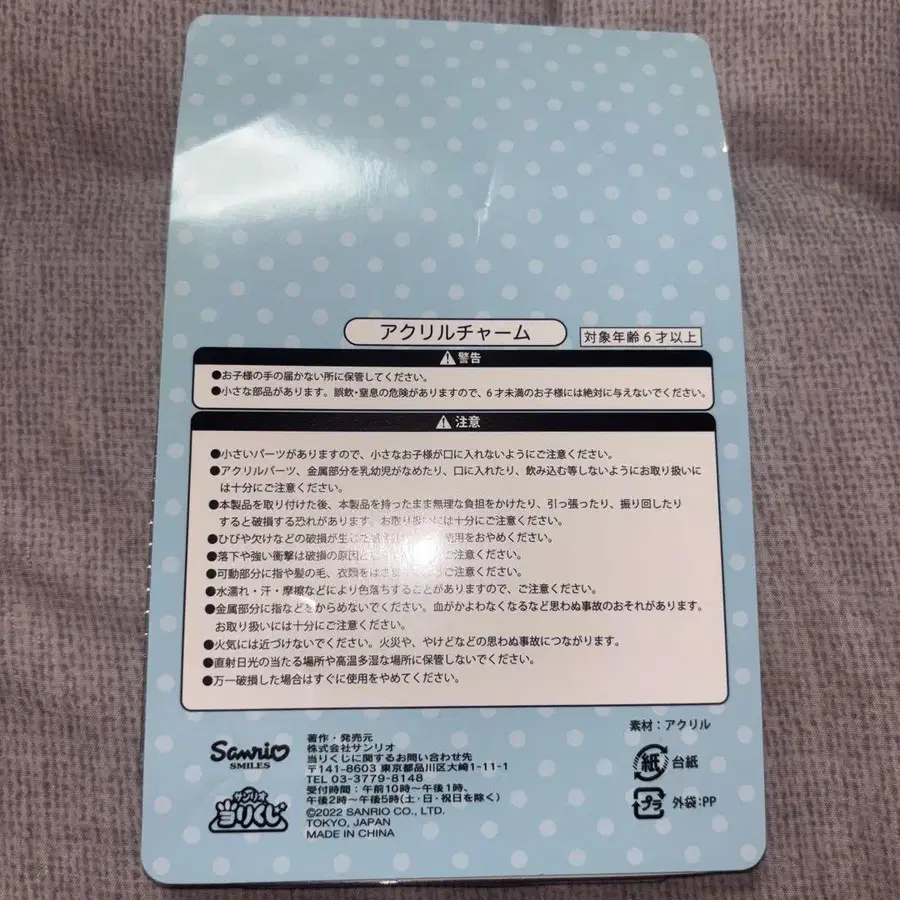 アクリルチャーム
対象年齢6才以上
警告
●お子様の手の届かない所に保管してください。
●小さな部品があります。誤飲・窒息の危険がありますので、6才未満のお子様には絶対に与えないでください。
注意
●小さいパーツがありますので、小さなお子様が口に入れないようにご注意ください。
●アクリルパーツ、金属部分を乳幼児がなめたり、口に入れたり、飲み込む等しないようにお取り扱いに
は十分にご注意ください。
●本製品を取り付けた後、本製品を持ったまま無理な負担をかけたり、引っ張ったり、振り回したり
すると破損する恐れがあります。お取り扱いには十分にご注意ください。
●ひびや欠けなどの破損が生じ 使用をおやめください。
●落下や強い衝撃は破損の原因と ご注意ください。
●可動部分に指や髪の毛、衣類をはさ ご注意ください。
●水濡れ・汗・摩擦などにより色落ちすることがありますので、ご注意ください。
●金属部分に指などをからめないでください。血がかよわなくなるなど思わぬ事故のおそれがあります。
お取り扱いには十分にご注意ください。
●火気には近づけないでください。火災や、やけどなどの思わぬ事故につながります。
●直射日光の当たる場所や高温多湿な場所に保管しないでください。
●万一破損した場合はすぐに使用をやめてください。
素材：アクリル
Sanrio
SMILES
サンリオ
当りくじ
著作・発売元
株式会社サンリオ
当りくじに関するお問い合わせ先
〒141-8603 東京都品川区大崎1-11-1
TEL 03-3779-8148
受付時間：午前10時～午後1時、
午後2時～午後5時(土・日・祝日を除く)
©2022 SANRIO CO., LTD.
TOKYO, JAPAN
MADE IN CHINA
紙 台紙
プラ 外袋：PP